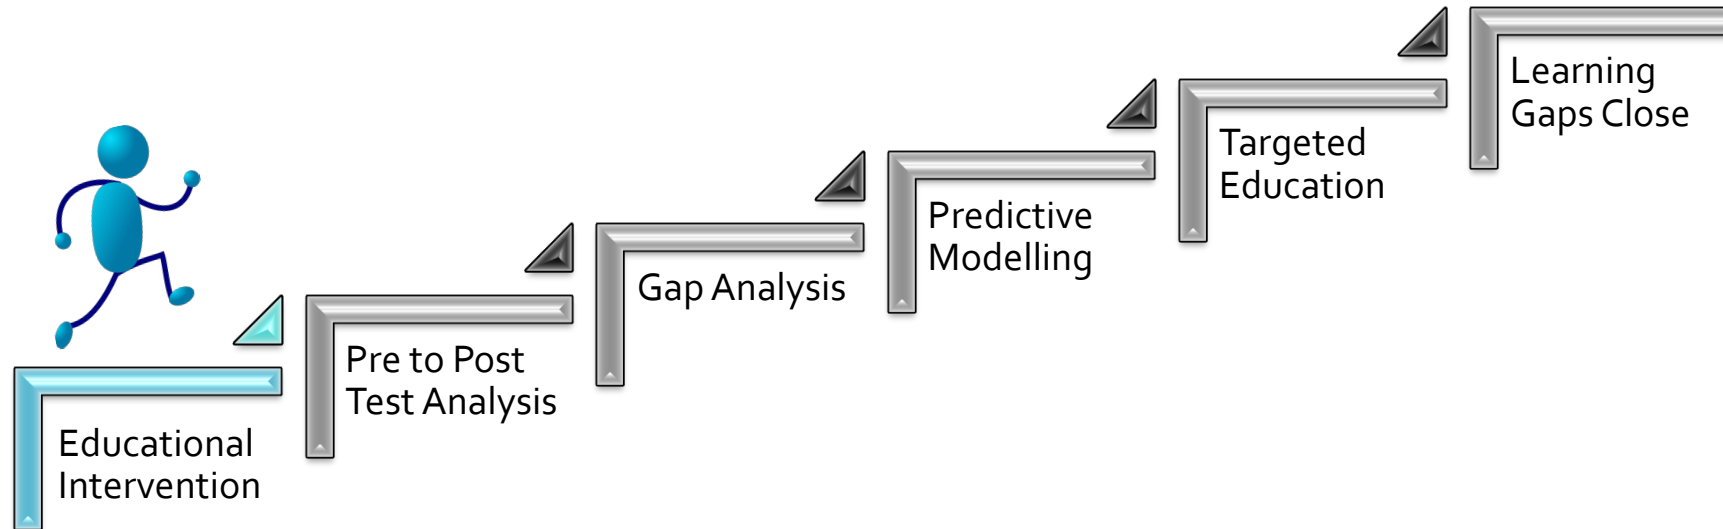 Educational
Intervention
Pre to Post
Test Analysis
Gap Analysis
Predictive
Modelling
Targeted
Education
Learning
Gaps Close